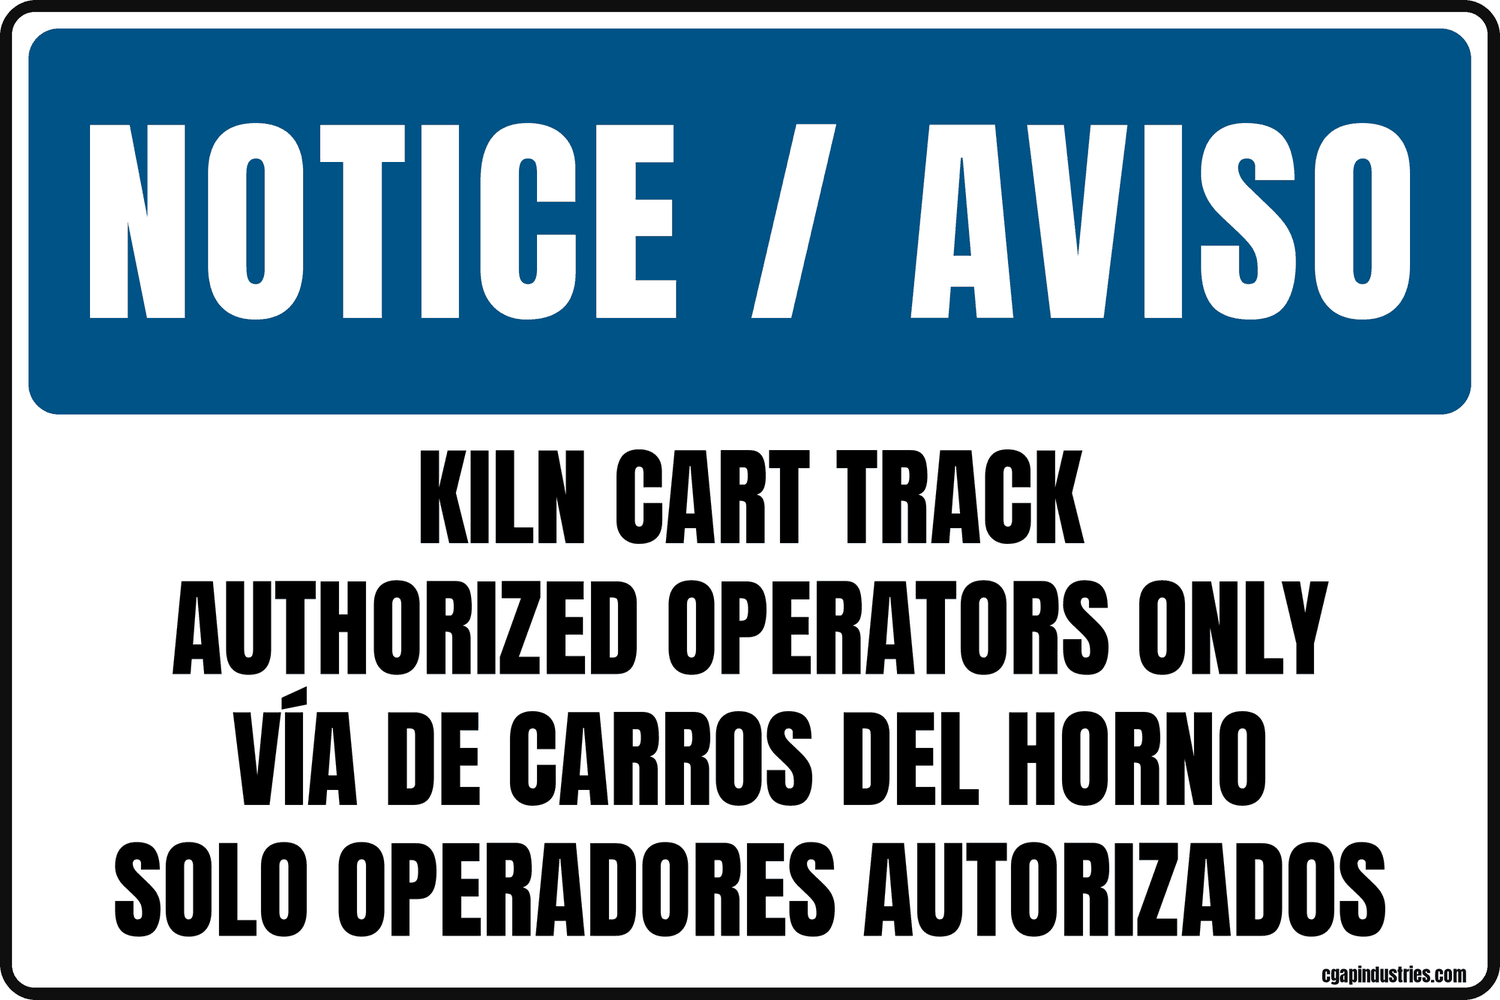 NOTICE / AVISO
KILN CART TRACK
AUTHORIZED OPERATORS ONLY
VÍA DE CARROS DEL HORNO
SOLO OPERADORES AUTORIZADOS
cgapindustries.com